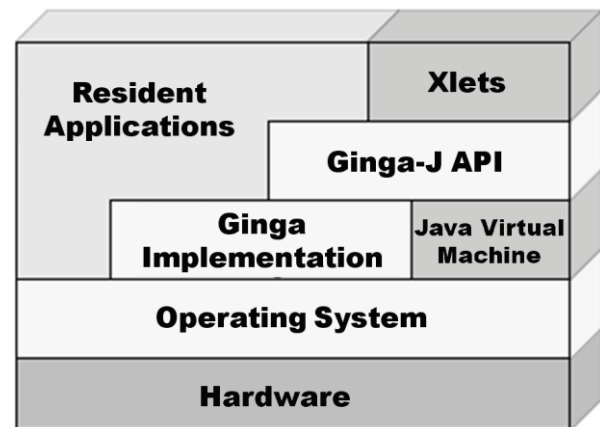 Xlets
Resident
Applications
Ginga-J API
Ginga
Implementation
Java Virtual
Machine
Operating System
Hardware